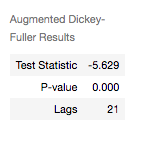 Augmented Dickey-
Fuller Results
Test Statistic -5.629
P-value 0.000
Lags 21